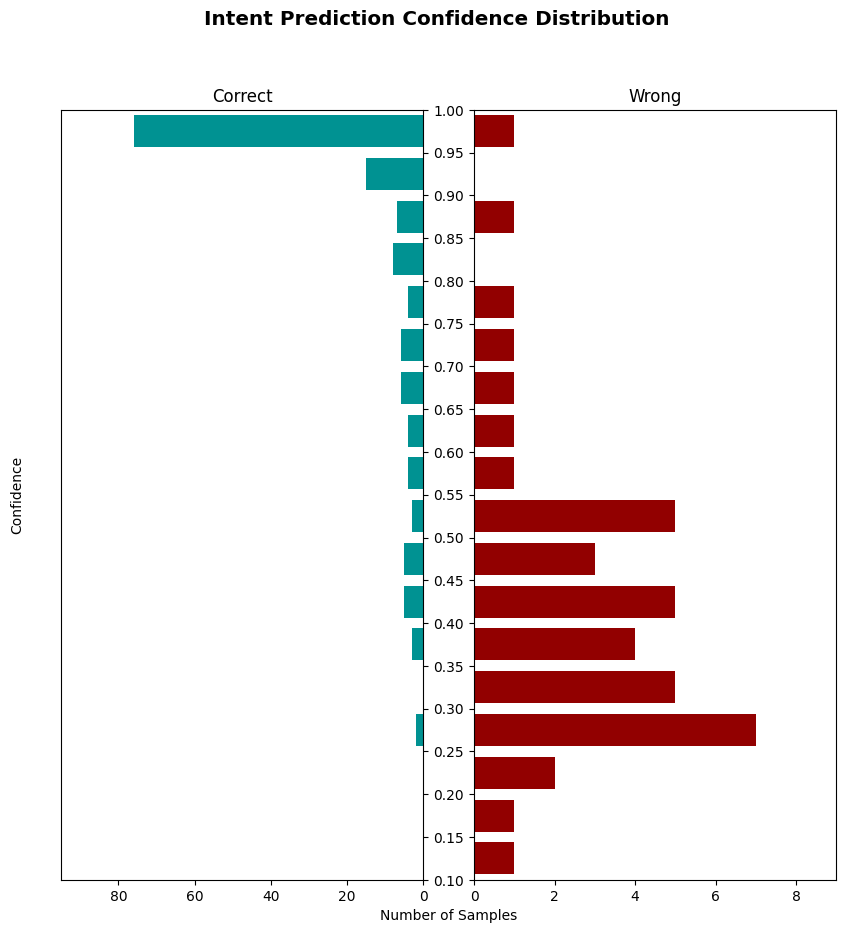 Intent Prediction Confidence Distribution
Correct
Wrong
1.00
0.95
0.90
0.85
0.80
0.75
0.70
0.65
0.60
0.55
0.50
0.45
0.40
0.35
0.30
0.25
0.20
0.15
0.10
Confidence
80 60 40 20 0
0 2 4 6 8
Number of Samples